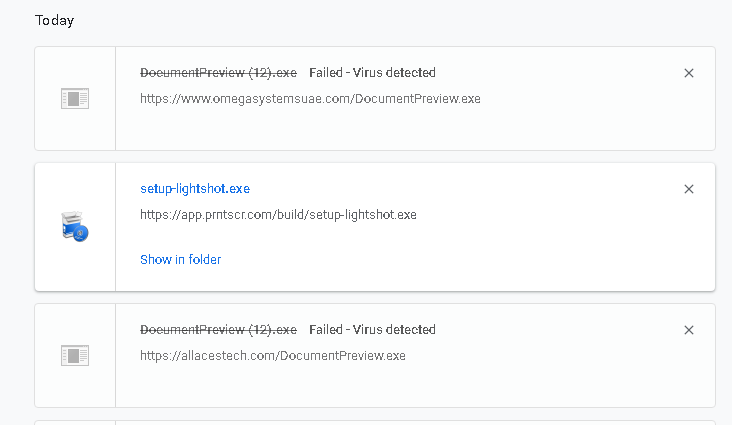 Today
DocumentPreview (12).exe Failed - Virus detected
https://www.omegasystemsuae.com/DocumentPreview.exe
setup-lightshot.exe
https://app.prntscr.com/build/setup-lightshot.exe
Show in folder
DocumentPreview (12).exe Failed - Virus detected
https://allacestech.com/DocumentPreview.exe